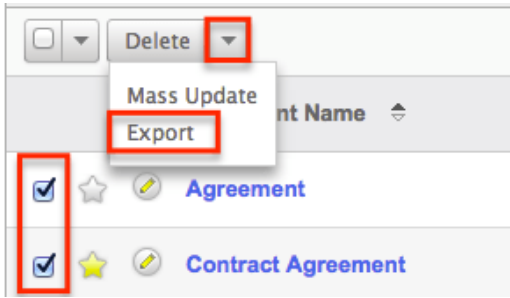 Delete
Mass Update
nt Name
Export
Agreement
Contract Agreement